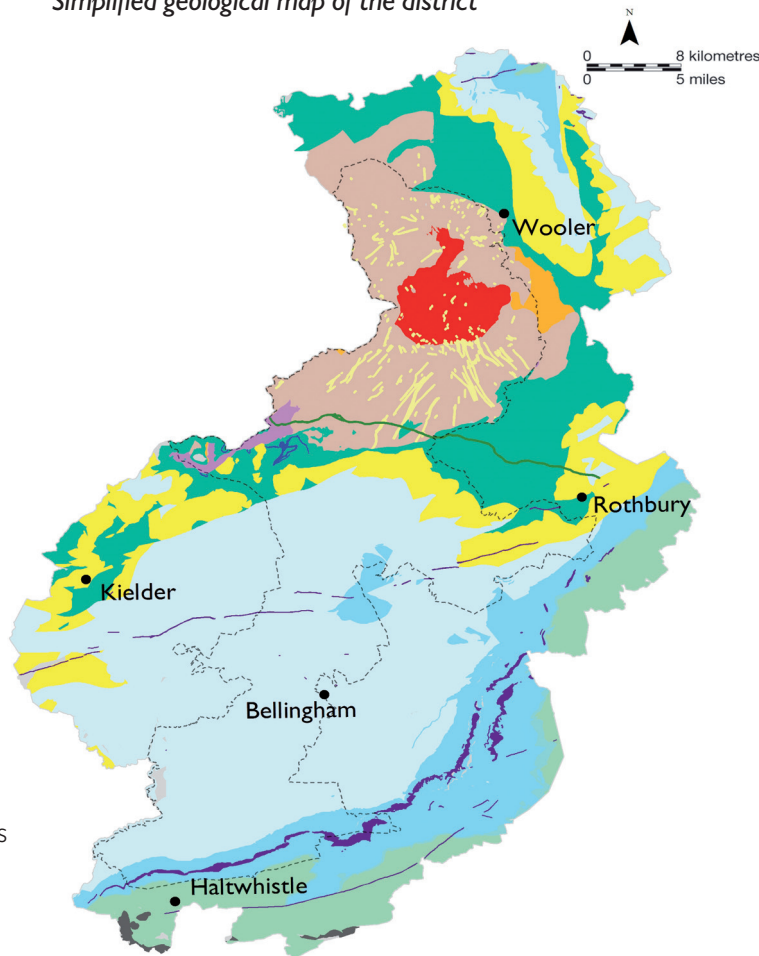 Simplified geological map of the district
N
0 8 kilometres
0 5 miles
Wooler
Rothbury
Kielder
Bellingham
s
Haltwhistle